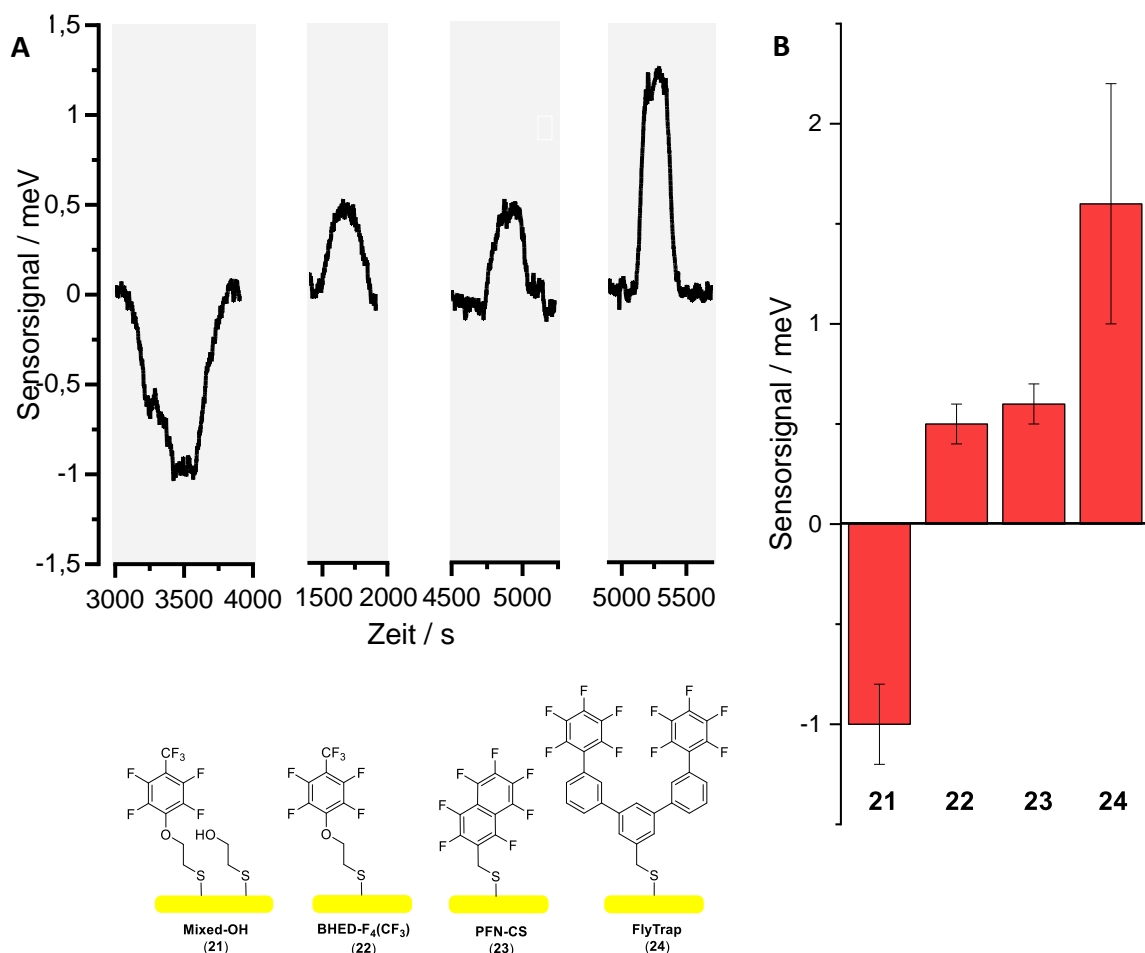 A
Sensorsignal / meV
1,5
1
0,5
0
-0,5
-1
-1,5
3000 3500 4000
1500 2000
4500 5000
5000 5500
Zeit / s
B
Sensorsignal / meV
2
1
0
-1
21 22 23 24
F F F F
F F F F
F F
CF3 CF3
F F F F
F F F F
O HO O
S S S S S
F F F F F F F
Mixed-OH
(21)
BHED-F4(CF3)
(22)
PFN-CS
(23)
FlyTrap
(24)